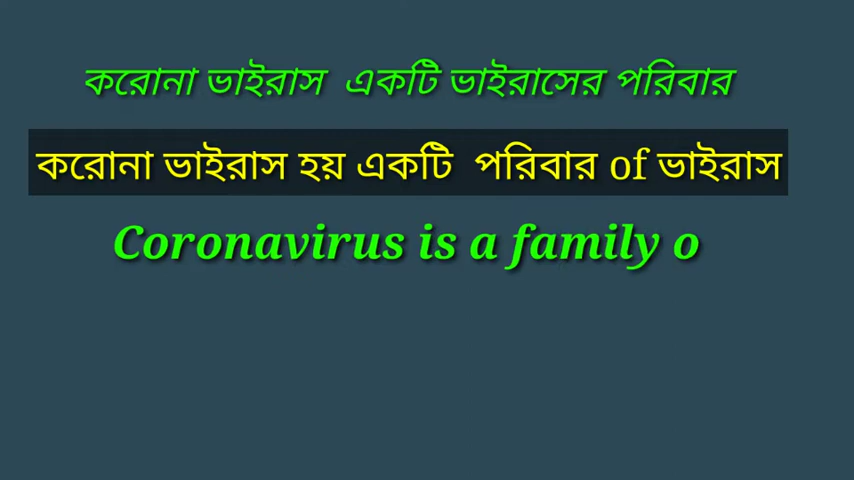 করোনা ভাইরাস একটি ভাইরাসের পরিবার
করোনা ভাইরাস হয় একটি পরিবার of ভাইরাস
Coronavirus is a family o